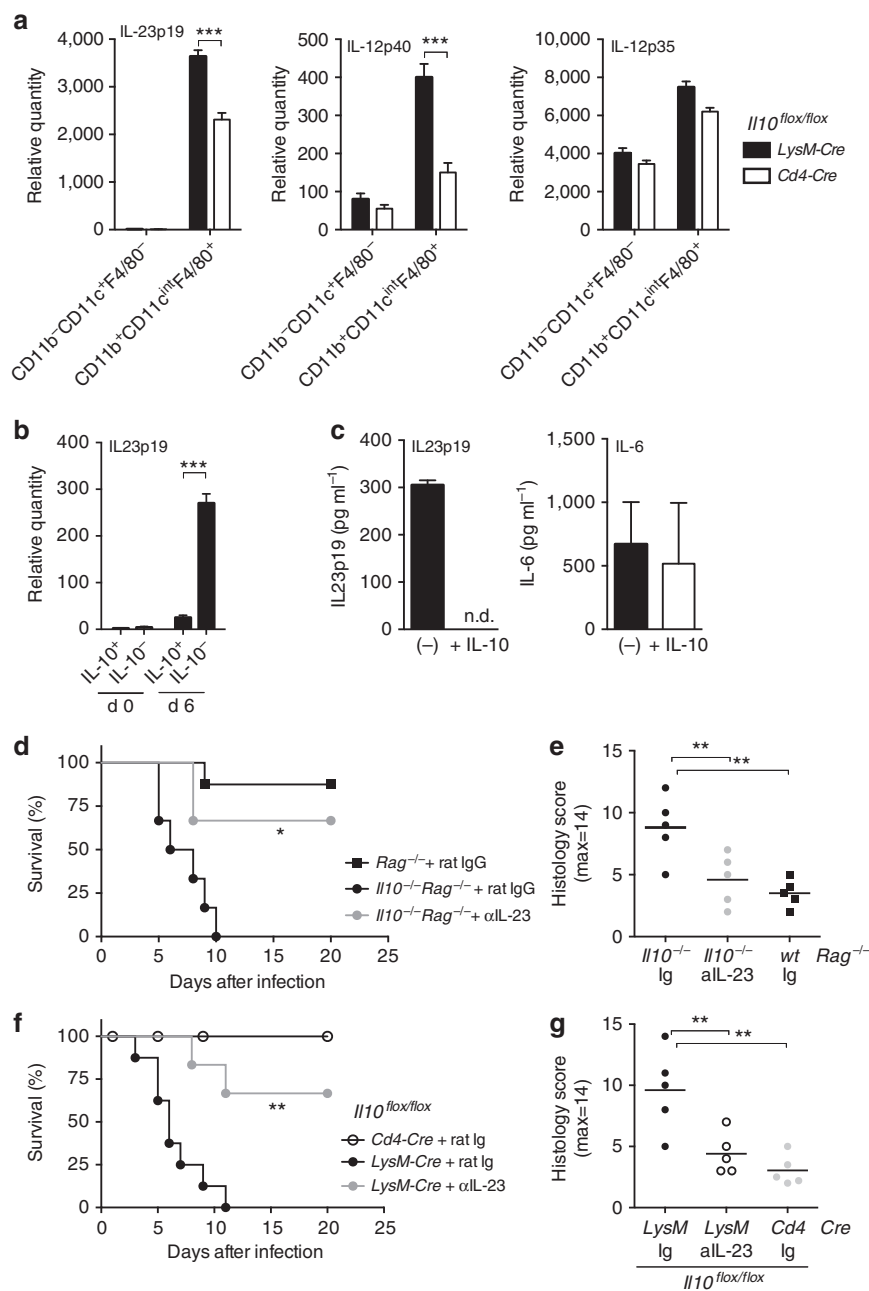 a
IL-23p19
***
4,000
3,000
2,000
1,000
0
Relative quantity
CD11b⁻CD11c⁺F4/80⁻
CD11b⁺CD11c^intF4/80⁺
IL-12p40
***
500
400
300
200
100
0
Relative quantity
CD11b⁻CD11c⁺F4/80⁻
CD11b⁺CD11c^intF4/80⁺
IL-12p35
10,000
8,000
6,000
4,000
2,000
0
Relative quantity
CD11b⁻CD11c⁺F4/80⁻
CD11b⁺CD11c^intF4/80⁺
Il10^flox/flox
LysM-Cre
Cd4-Cre
b
IL23p19
***
400
300
200
100
0
Relative quantity
IL-10⁺
IL-10⁻
IL-10⁺
IL-10⁻
d 0
d 6
c
IL23p19
400
300
200
100
0
IL23p19 (pg ml⁻¹)
n.d.
(–) + IL-10
IL-6
1,500
1,000
500
0
IL-6 (pg ml⁻¹)
(–) + IL-10
d
100
75
50
25
0
Survival (%)
*
Rag⁻/⁻+ rat IgG
Il10⁻/⁻Rag⁻/⁻ + rat IgG
Il10⁻/⁻Rag⁻/⁻ + αIL-23
0 5 10 15 20 25
Days after infection
e
15
10
5
0
Histology score
(max=14)
**
**
Il10⁻/⁻ Il10⁻/⁻ wt Rag⁻/⁻
Ig aIL-23 Ig
f
100
75
50
25
0
Survival (%)
**
Il10^flox/flox
Cd4-Cre + rat Ig
LysM-Cre + rat Ig
LysM-Cre + αIL-23
0 5 10 15 20 25
Days after infection
g
15
10
5
0
Histology score
(max=14)
**
**
LysM LysM Cd4 Cre
Ig aIL-23 Ig
Il10^flox/flox